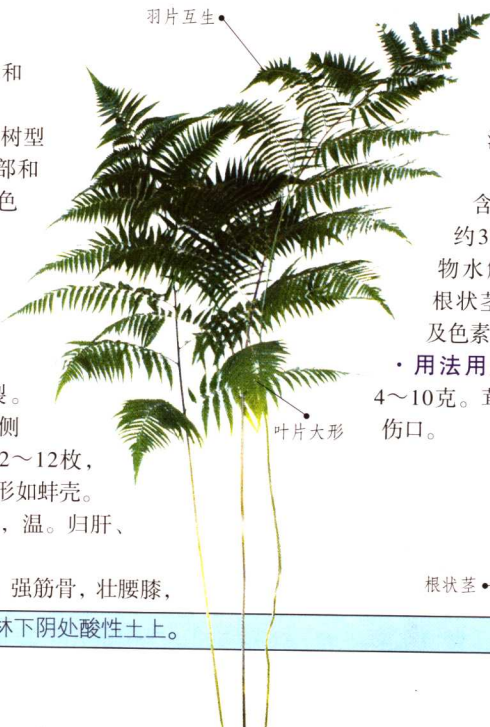 羽片互生
和
树型
部和
色
裂。
侧
2～12枚，
形如蚌壳。
，温。归肝、
强筋骨，壮腰膝，
林下阴处酸性土上。
含
约3
物水
根状茎
及色素
·用法用
4～10克。
伤口。
叶片大形
根状茎